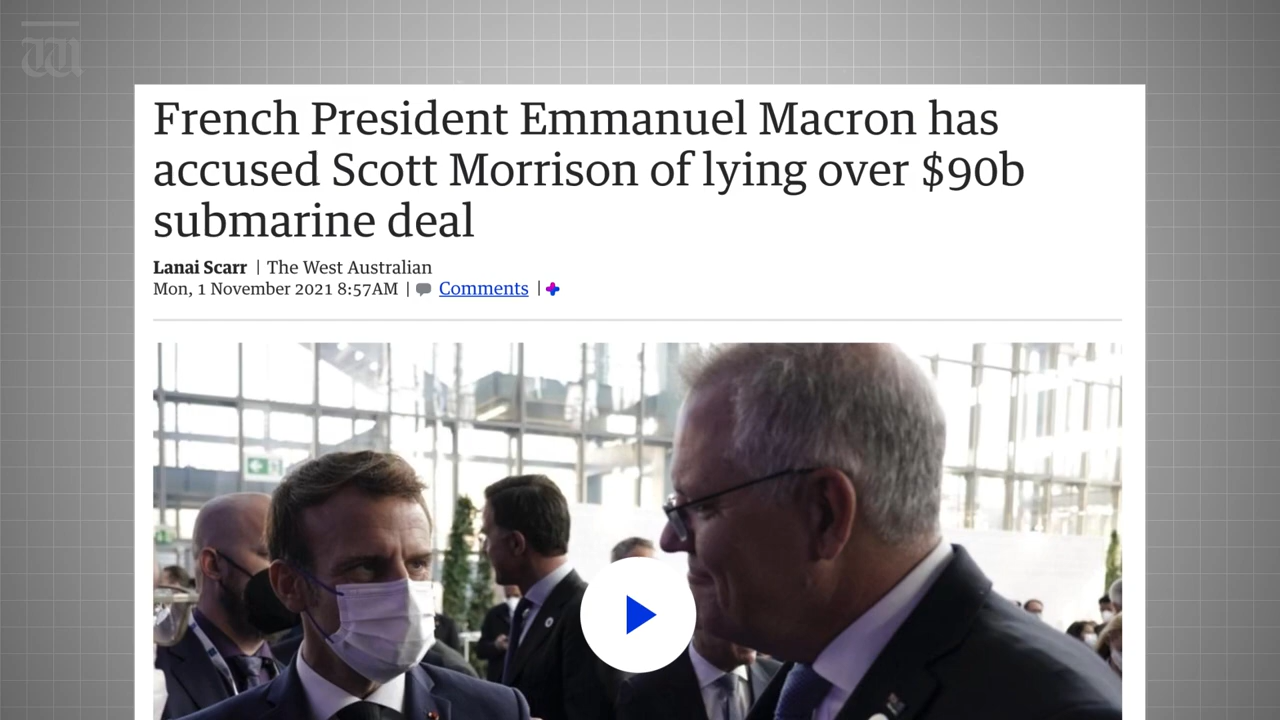 French President Emmanuel Macron has
accused Scott Morrison of lying over $90b
submarine deal
Lanai Scarr | The West Australian
Mon, 1 November 2021 8:57AM | Comments |